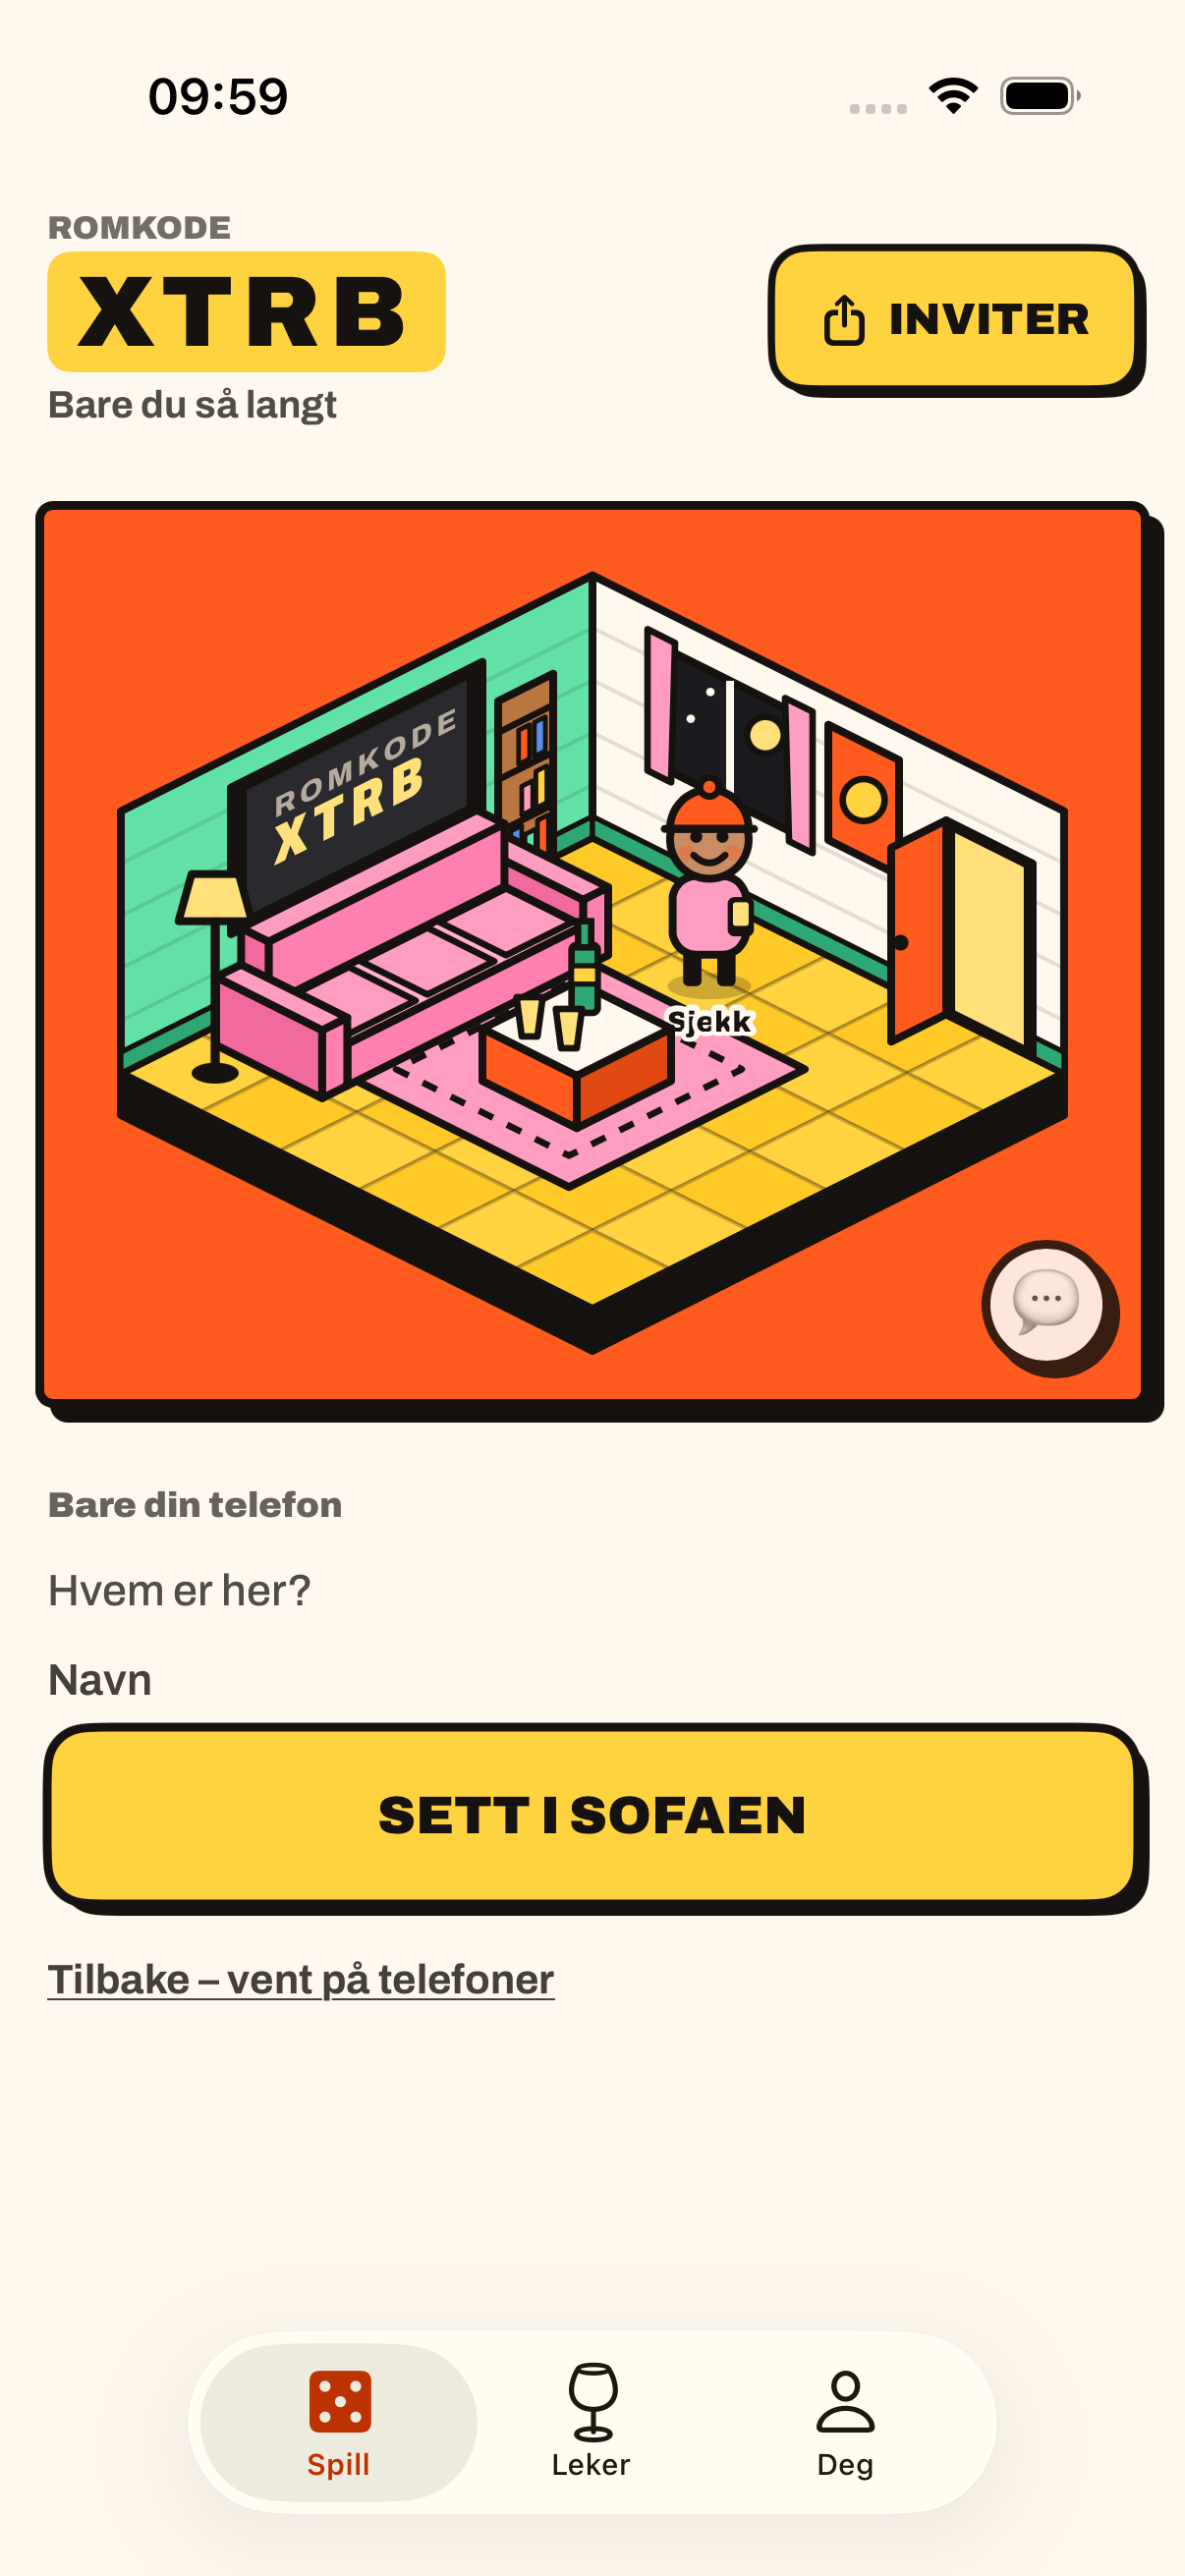 09:59
ROMKODE
XTRB
INVITER
Bare du så langt
ROMKODE
XTRB
Sjekk
Bare din telefon
Hvem er her?
Navn
SETT I SOFAEN
Tilbake – vent på telefoner
Spill
Leker
Deg